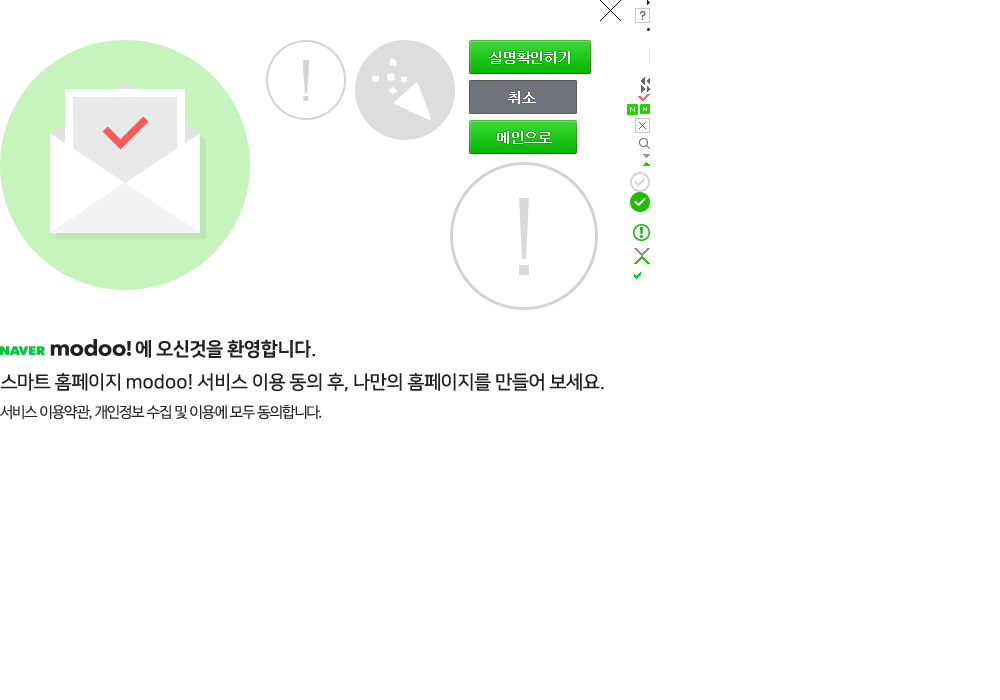 ?
실명확인하기
취소
N N
메인으로
NAVER modoo! 에 오신것을 환영합니다.
스마트 홈페이지 modoo! 서비스 이용 동의 후, 나만의 홈페이지를 만들어 보세요.
서비스 이용약관, 개인정보 수집 및 이용에 모두 동의합니다.